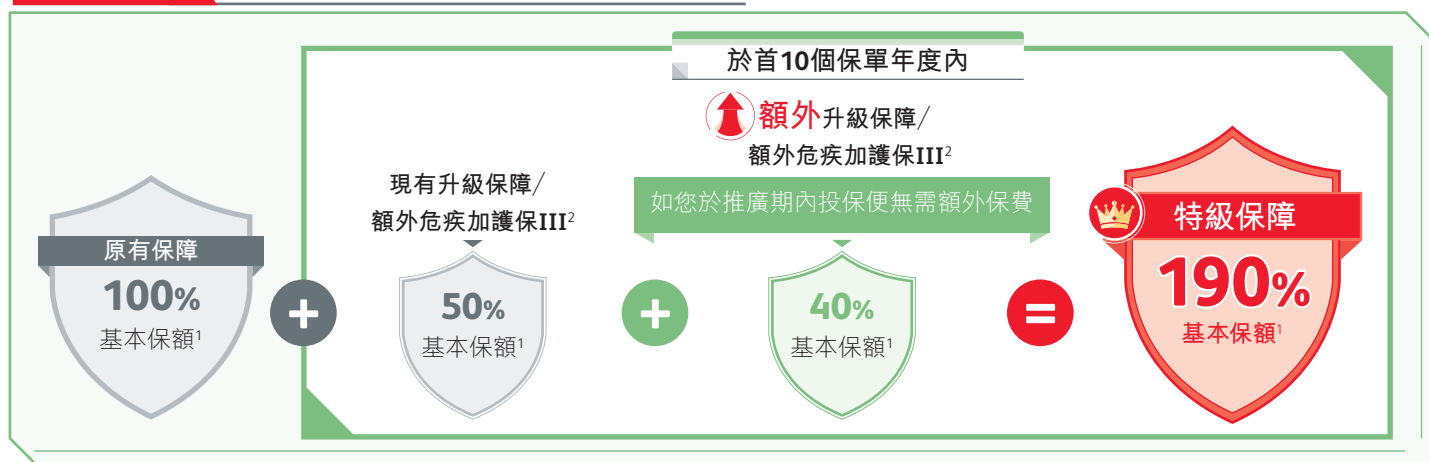 於首10個保單年度內
原有保障
100%
基本保額¹
+
現有升級保障/
額外危疾加護保III²
50%
基本保額¹
+
額外升級保障/
額外危疾加護保III²
如您於推廣期內投保便無需額外保費
40%
基本保額¹
=
特級保障
190%
基本保額¹